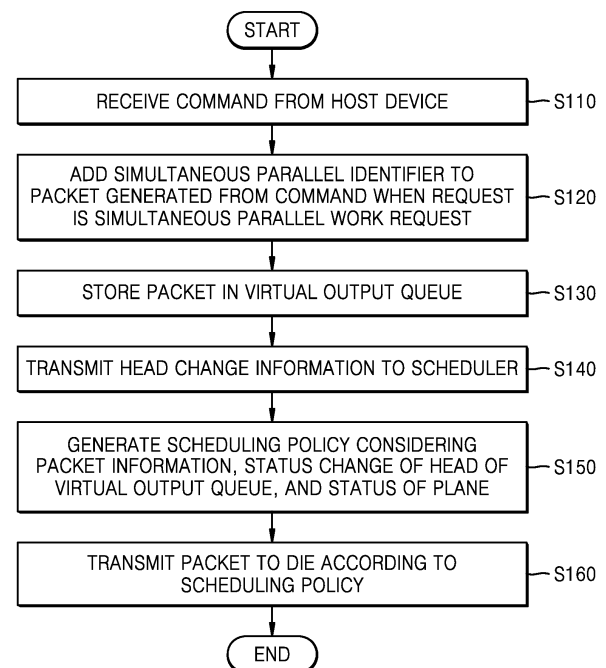 START
RECEIVE COMMAND FROM HOST DEVICE
S110
ADD SIMULTANEOUS PARALLEL IDENTIFIER TO
PACKET GENERATED FROM COMMAND WHEN REQUEST
IS SIMULTANEOUS PARALLEL WORK REQUEST
S120
STORE PACKET IN VIRTUAL OUTPUT QUEUE
S130
TRANSMIT HEAD CHANGE INFORMATION TO SCHEDULER
S140
GENERATE SCHEDULING POLICY CONSIDERING
PACKET INFORMATION, STATUS CHANGE OF HEAD OF
VIRTUAL OUTPUT QUEUE, AND STATUS OF PLANE
S150
TRANSMIT PACKET TO DIE ACCORDING TO
SCHEDULING POLICY
S160
END